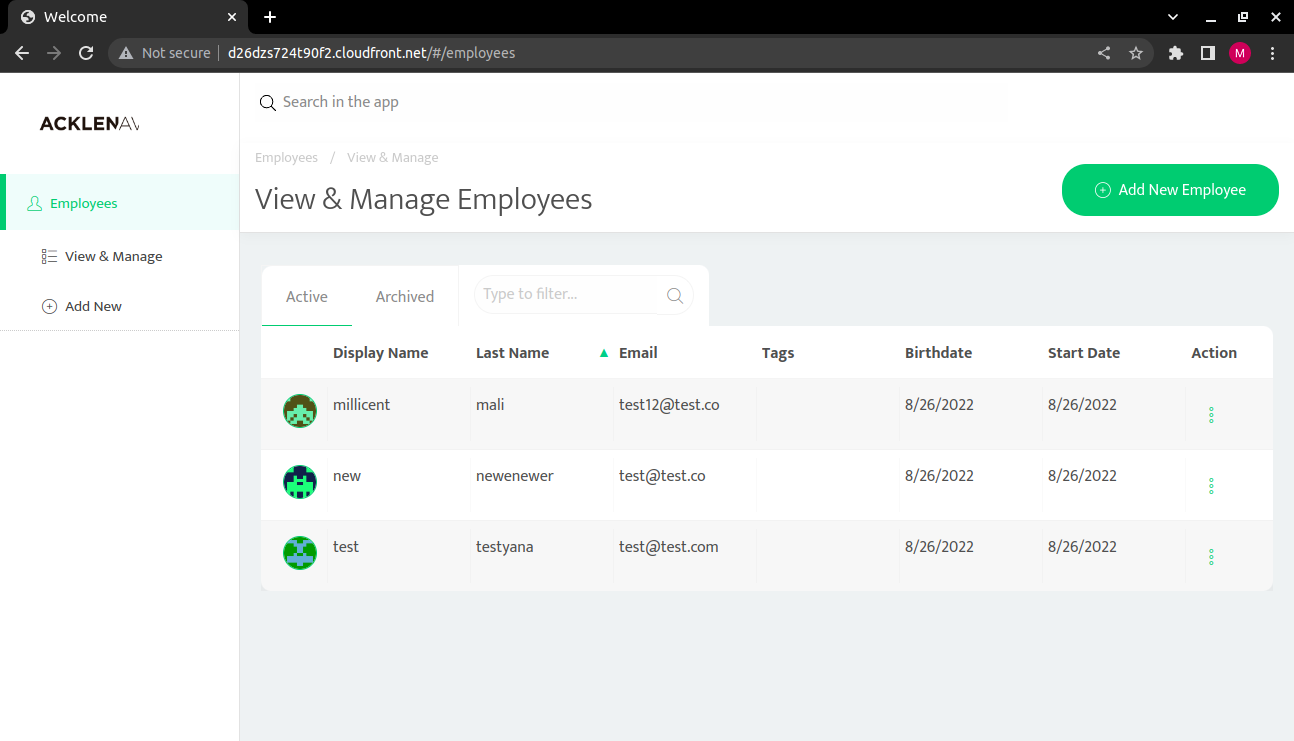 Welcome
Not secure
d26dzs724t90f2.cloudfront.net/#/employees
M
ACKLENAV
Search in the app
Employees / View & Manage
View & Manage Employees
Add New Employee
Employees
View & Manage
Add New
Active Archived Type to filter...
Display Name Last Name ▲ Email Tags Birthdate Start Date Action
millicent mali test12@test.co 8/26/2022 8/26/2022
new newenewer test@test.co 8/26/2022 8/26/2022
test testyana test@test.com 8/26/2022 8/26/2022